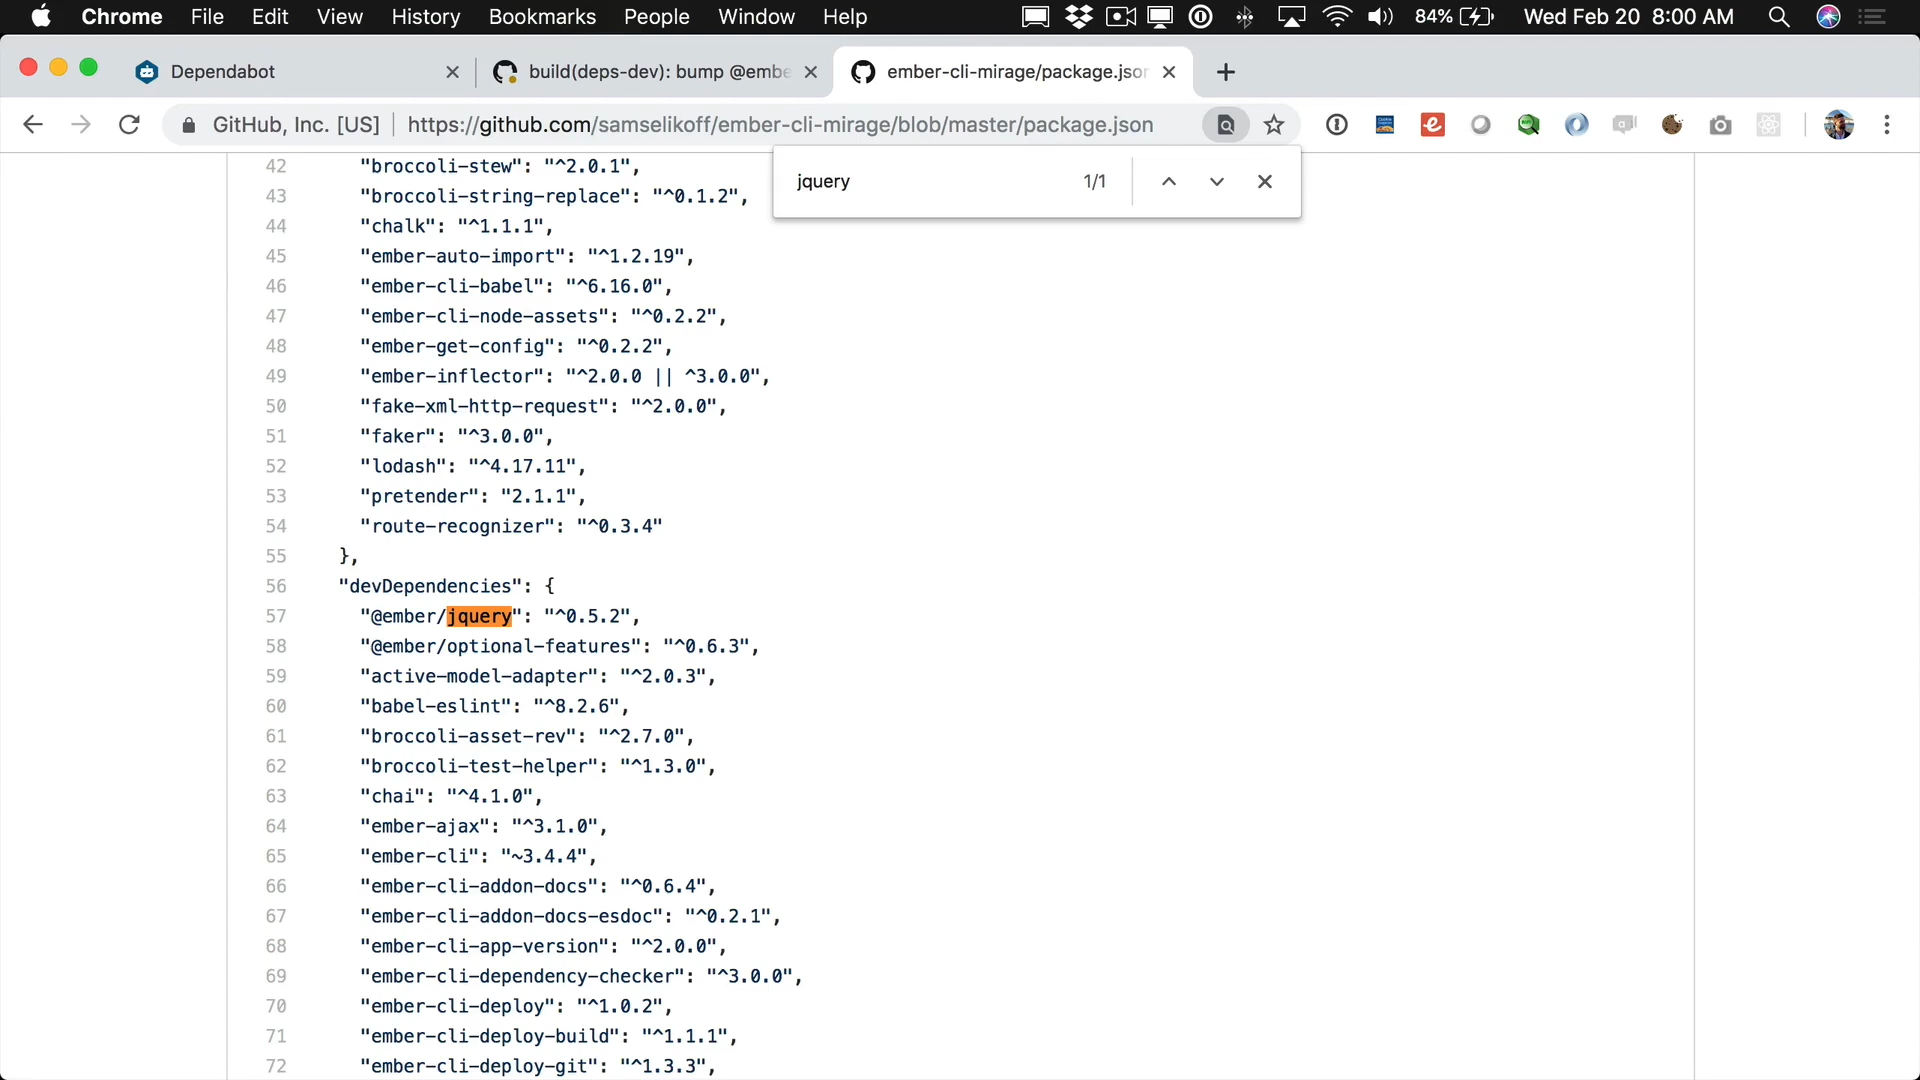 Chrome File Edit View History Bookmarks People Window Help 84% Wed Feb 20 8:00 AM
Dependabot
build(deps-dev): bump @embe
ember-cli-mirage/package.jsor
GitHub, Inc. [US] https://github.com/samselikoff/ember-cli-mirage/blob/master/package.json
jquery 1/1
42 "broccoli-stew": "^2.0.1",
43 "broccoli-string-replace": "^0.1.2",
44 "chalk": "^1.1.1",
45 "ember-auto-import": "^1.2.19",
46 "ember-cli-babel": "^6.16.0",
47 "ember-cli-node-assets": "^0.2.2",
48 "ember-get-config": "^0.2.2",
49 "ember-inflector": "^2.0.0 || ^3.0.0",
50 "fake-xml-http-request": "^2.0.0",
51 "faker": "^3.0.0",
52 "lodash": "^4.17.11",
53 "pretender": "2.1.1",
54 "route-recognizer": "^0.3.4"
55 },
56 "devDependencies": {
57 "@ember/jquery": "^0.5.2",
58 "@ember/optional-features": "^0.6.3",
59 "active-model-adapter": "^2.0.3",
60 "babel-eslint": "^8.2.6",
61 "broccoli-asset-rev": "^2.7.0",
62 "broccoli-test-helper": "^1.3.0",
63 "chai": "^4.1.0",
64 "ember-ajax": "^3.1.0",
65 "ember-cli": "~3.4.4",
66 "ember-cli-addon-docs": "^0.6.4",
67 "ember-cli-addon-docs-esdoc": "^0.2.1",
68 "ember-cli-app-version": "^2.0.0",
69 "ember-cli-dependency-checker": "^3.0.0",
70 "ember-cli-deploy": "^1.0.2",
71 "ember-cli-deploy-build": "^1.1.1",
72 "ember-cli-deploy-git": "^1.3.3",